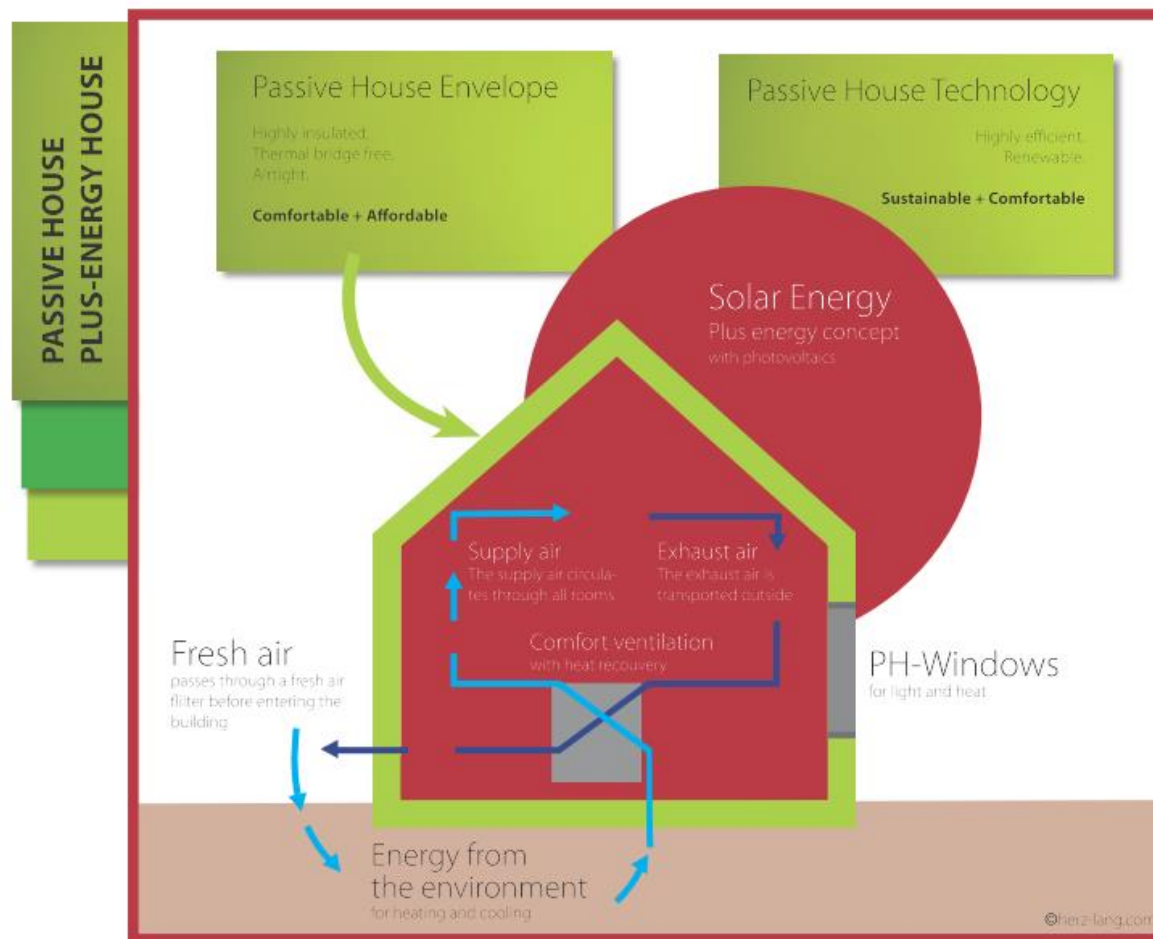 PASSIVE HOUSE
PLUS-ENERGY HOUSE
Passive House Envelope
Highly insulated.
Thermal bridge free.
Airtight.
Comfortable + Affordable
Passive House Technology
Highly efficient.
Renewable.
Sustainable + Comfortable
Solar Energy
Plus energy concept
with photovoltaics
Supply air
The supply air circula-
tes through all rooms
Exhaust air
The exhaust air is
transported outside
Comfort ventilation
with heat recouvery
Fresh air
passes through a fresh air
fliiter before entering the
building
PH-Windows
for light and heat
Energy from
the environment
for heating and cooling
©herz-lang.com